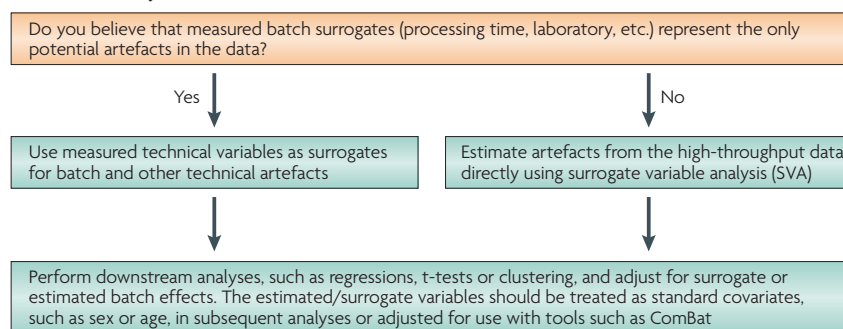 Do you believe that measured batch surrogates (processing time, laboratory, etc.) represent the only
potential artefacts in the data?
Yes
No
Use measured technical variables as surrogates
for batch and other technical artefacts
Estimate artefacts from the high-throughput data
directly using surrogate variable analysis (SVA)
Perform downstream analyses, such as regressions, t-tests or clustering, and adjust for surrogate or
estimated batch effects. The estimated/surrogate variables should be treated as standard covariates,
such as sex or age, in subsequent analyses or adjusted for use with tools such as ComBat